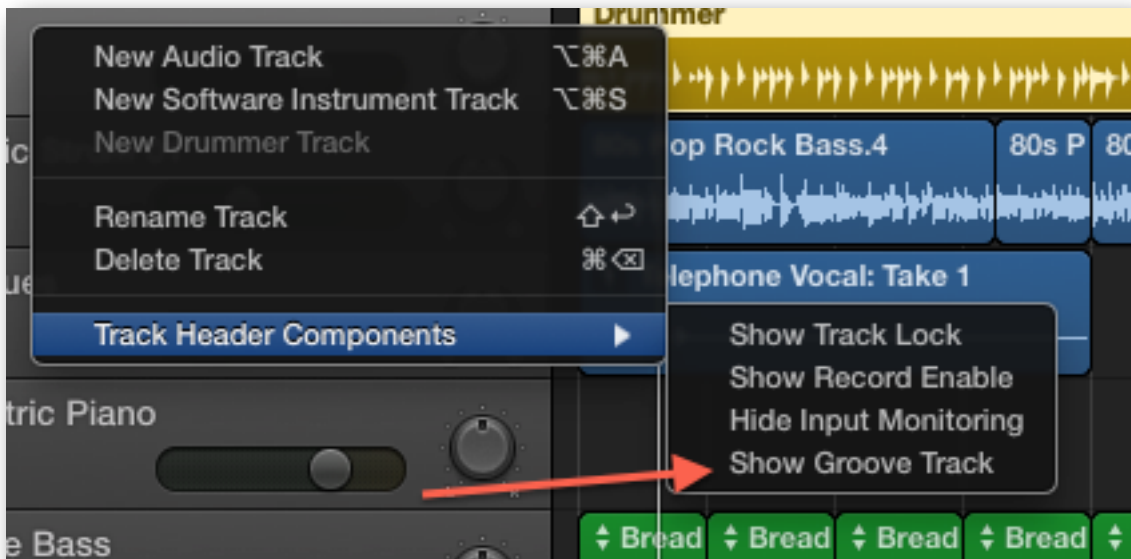 Drummer
New Audio Track ⌥⌘A
New Software Instrument Track ⌥⌘S
New Drummer Track
ic
op Rock Bass.4
80s P
80
Rename Track ⇧↩
Delete Track ⌘⌫
lephone Vocal: Take 1
Track Header Components ▶
Show Track Lock
Show Record Enable
Hide Input Monitoring
Show Groove Track
tric Piano
e Bass
Bread
Bread
Bread
Bread